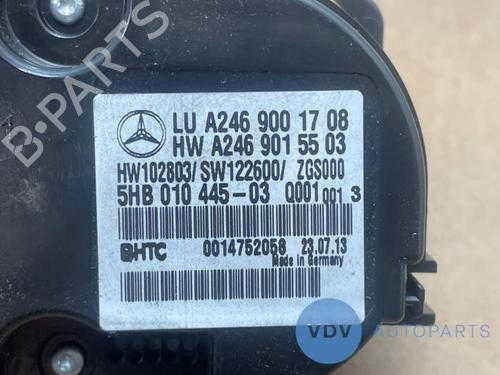 LU A246 900 17 08
HW A246 901 55 03
HW102803/ SW122600/ ZGS000
5HB 010 445-03 Q001 001 3
BHTC 0014752058 23.07.13
Made in Germany
VDV AUTOPARTS